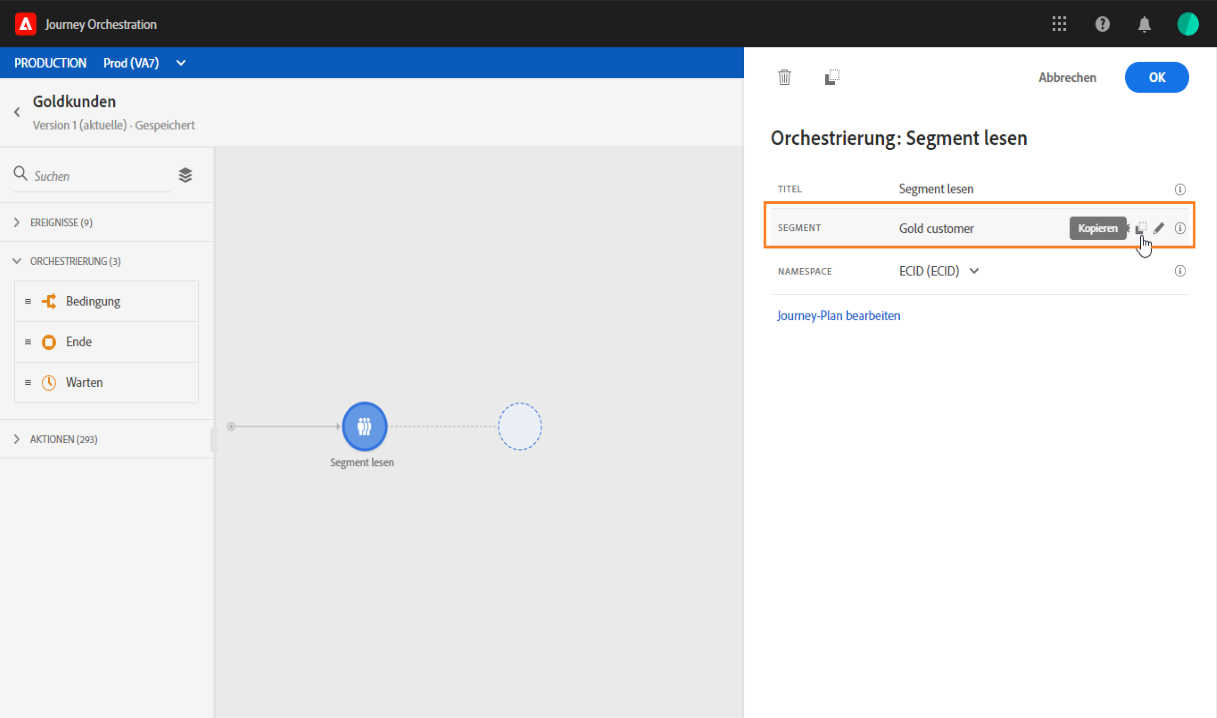 Journey Orchestration
PRODUCTION Prod (VA7)
Goldkunden
Version 1 (aktuelle) · Gespeichert
Suchen
EREIGNISSE (9)
ORCHESTRIERUNG (3)
Bedingung
Ende
Warten
AKTIONEN (293)
Segment lesen
Abbrechen OK
Orchestrierung: Segment lesen
TITEL Segment lesen
SEGMENT Gold customer Kopieren
NAMESPACE ECID (ECID)
Journey-Plan bearbeiten